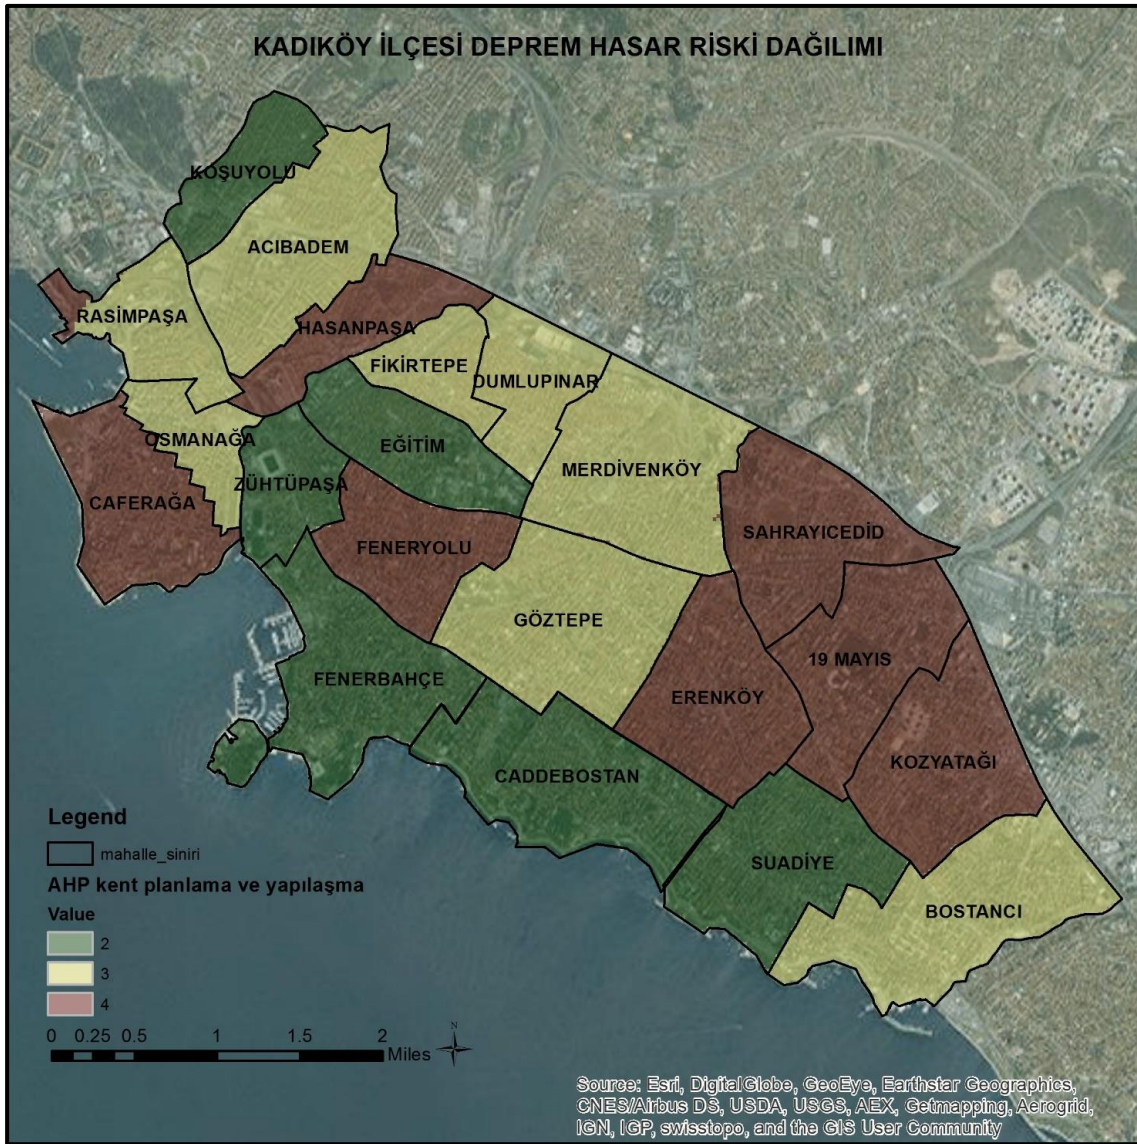 KADIKÖY İLÇESİ DEPREM HASAR RİSKİ DAĞILIMI
KOŞUYOLU
ACIBADEM
RASİMPAŞA
HASANPAŞA
FİKİRTEPE
DUMLUPINAR
OSMANAĞA
EĞİTİM
MERDİVENKÖY
ZÜHTÜPAŞA
CAFERAĞA
SAHRAYICEDİD
FENERYOLU
GÖZTEPE
19 MAYIS
FENERBAHÇE
ERENKÖY
KOZYATAĞI
CADDEBOSTAN
SUADİYE
BOSTANCI
Legend
mahalle_siniri
AHP kent planlama ve yapılaşma
Value
2
3
4
0 0.25 0.5 1 1.5 2
Miles
N
Source: Esri, DigitalGlobe, GeoEye, Earthstar Geographics,
CNES/Airbus DS, USDA, USGS, AEX, Getmapping, Aerogrid,
IGN, IGP, swisstopo, and the GIS User Community